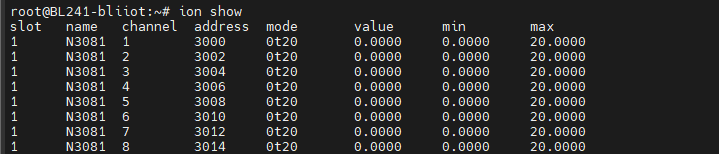 root@BL241-bliiot:~# ion show
slot name channel address mode value min max
1 N3081 1 3000 0t20 0.0000 0.0000 20.0000
1 N3081 2 3002 0t20 0.0000 0.0000 20.0000
1 N3081 3 3004 0t20 0.0000 0.0000 20.0000
1 N3081 4 3006 0t20 0.0000 0.0000 20.0000
1 N3081 5 3008 0t20 0.0000 0.0000 20.0000
1 N3081 6 3010 0t20 0.0000 0.0000 20.0000
1 N3081 7 3012 0t20 0.0000 0.0000 20.0000
1 N3081 8 3014 0t20 0.0000 0.0000 20.0000